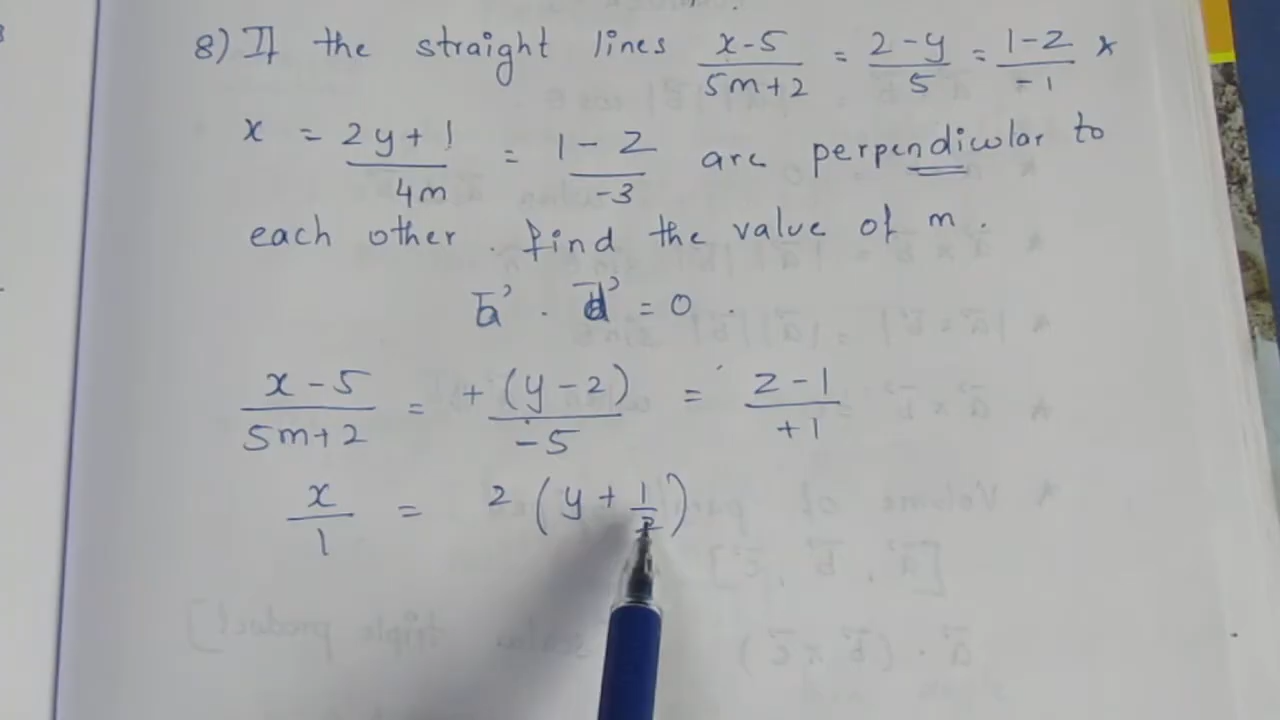 8) If the straight lines x-5/5m+2 = 2-y/5 = 1-z/-1 *
x = 2y+1/4m = 1-z/-3 are perpendicular to
each other. find the value of m.
b⃗ . d⃗ = 0.
x-5/5m+2 = +(y-2)/-5 = z-1/+1
x/1 = 2(y+1/2)